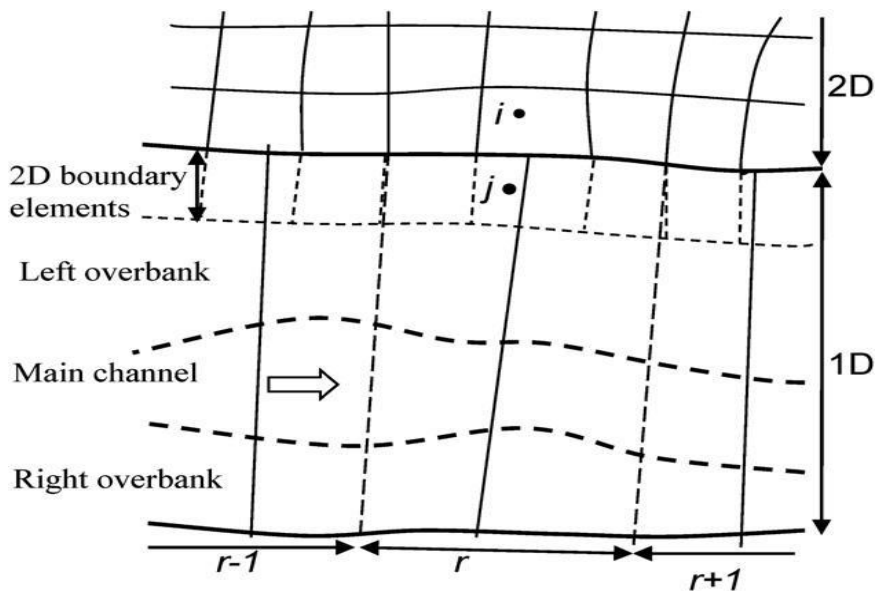 2D
i
2D boundary
elements
j
Left overbank
Main channel
1D
Right overbank
r-1
r
r+1